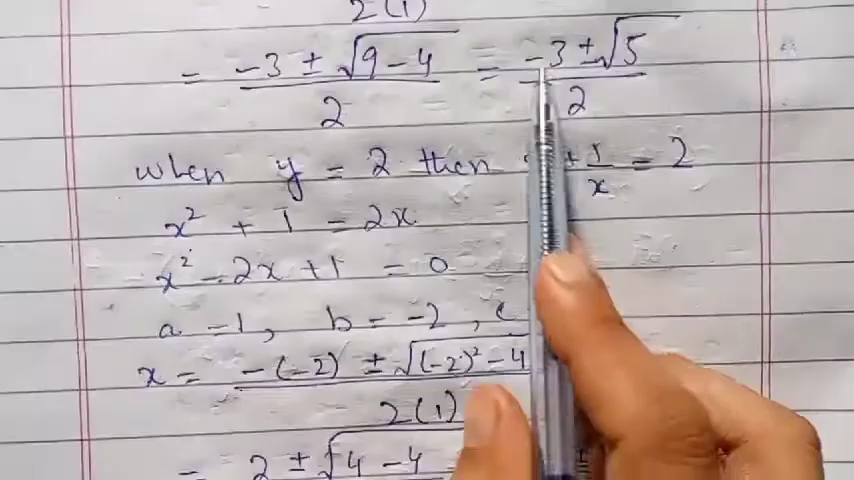 2(1)
= -3 ± √9-4 / 2 = -3 ± √5 / 2
when y = 2 then + 1/x = 2
x² + 1 = 2x
x² - 2x + 1 = 0
a = 1, b = -2, c
x = -(-2) ± √(-2)² - 4 / 2(1)
= 2 ± √4 - 4